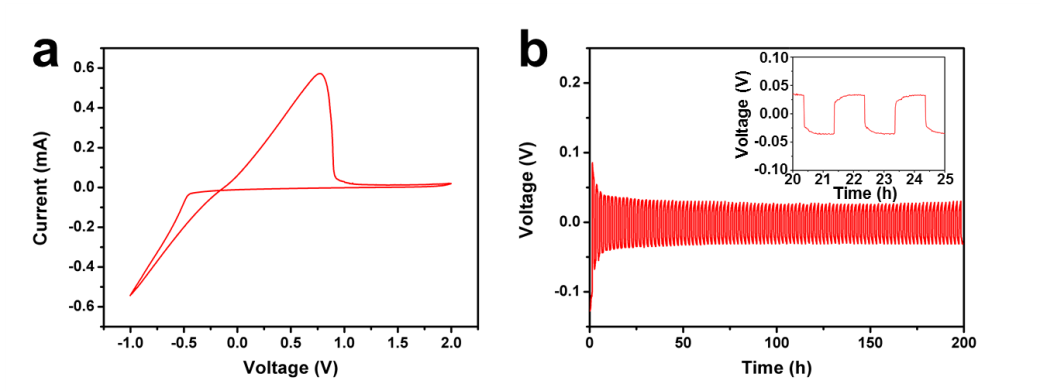 a
0.6
0.4
0.2
0.0
-0.2
-0.4
-0.6
Current (mA)
-1.0 -0.5 0.0 0.5 1.0 1.5 2.0
Voltage (V)
b
0.2
0.1
0.0
-0.1
Voltage (V)
0 50 100 150 200
Time (h)
0.10
0.05
0.00
-0.05
-0.10
Voltage (V)
20 21 22 23 24 25
Time (h)